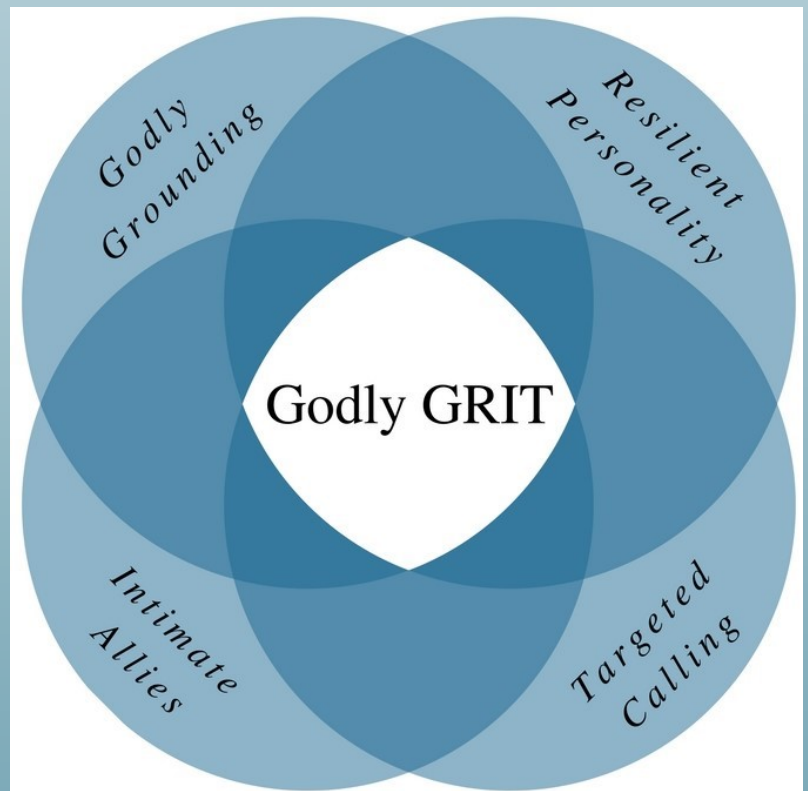 Godly
Grounding
Resilient
Personality
Godly GRIT
Intimate
Allies
Targeted
Calling